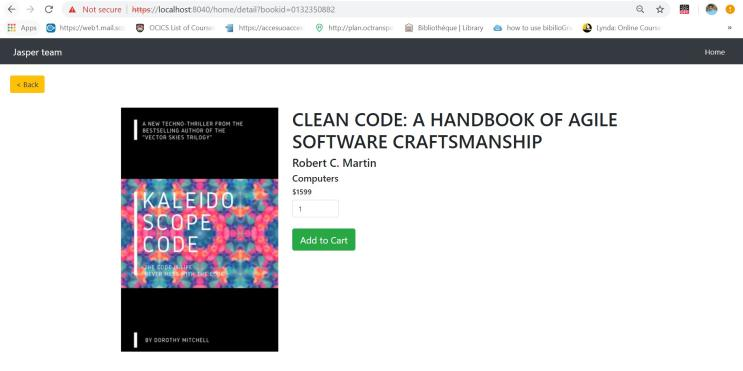 Not secure | https://localhost:8040/home/detail?bookid=0132350882
Apps https://web1.mail.sc OCICS List of Course https://accesuoacce http://plan.octransp Bibliothèque | Library how to use bibilioGr Lynda: Online Course »
Jasper team Home
< Back
A NEW TECHNO-THRILLER FROM THE
BESTSELLING AUTHOR OF THE
"VECTOR SKIES TRILOGY"
KALEIDO
SCOPE
CODE
THE CODE IS LIFE
NEVER MESS WITH THE CODE
BY DOROTHY MITCHELL
CLEAN CODE: A HANDBOOK OF AGILE
SOFTWARE CRAFTSMANSHIP
Robert C. Martin
Computers
$1599
1
Add to Cart